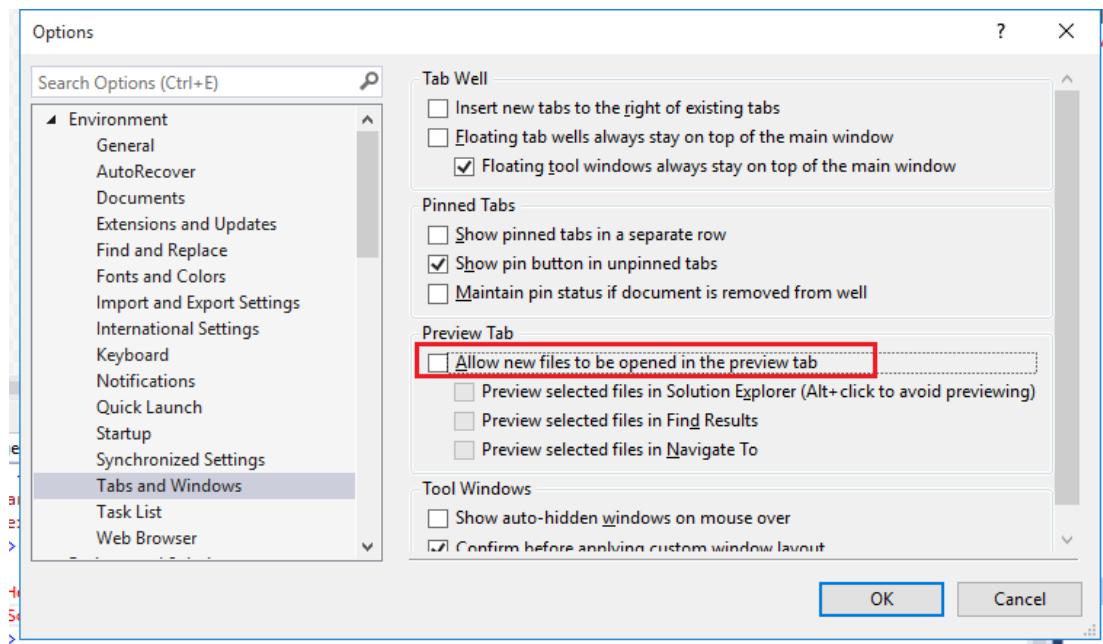 Options
?
Search Options (Ctrl+E)
Environment
General
AutoRecover
Documents
Extensions and Updates
Find and Replace
Fonts and Colors
Import and Export Settings
International Settings
Keyboard
Notifications
Quick Launch
Startup
Synchronized Settings
Tabs and Windows
Task List
Web Browser
Tab Well
Insert new tabs to the right of existing tabs
Floating tab wells always stay on top of the main window
Floating tool windows always stay on top of the main window
Pinned Tabs
Show pinned tabs in a separate row
Show pin button in unpinned tabs
Maintain pin status if document is removed from well
Preview Tab
Allow new files to be opened in the preview tab
Preview selected files in Solution Explorer (Alt+click to avoid previewing)
Preview selected files in Find Results
Preview selected files in Navigate To
Tool Windows
Show auto-hidden windows on mouse over
Confirm before applying custom window layout
OK
Cancel